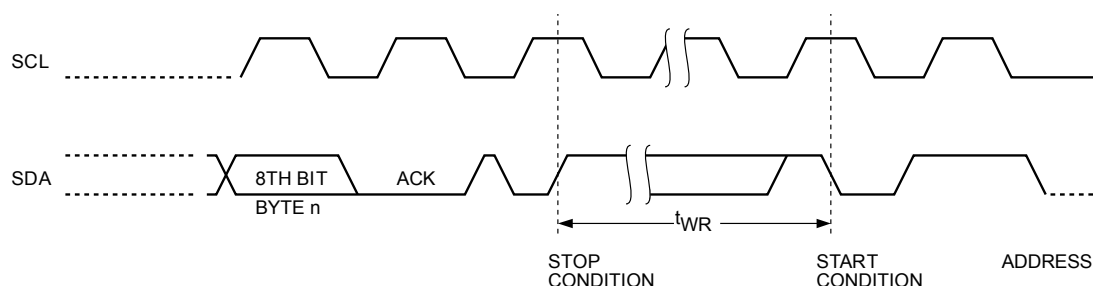 SCL
SDA
8TH BIT
ACK
BYTE n
tWR
STOP
CONDITION
START
CONDITION
ADDRESS